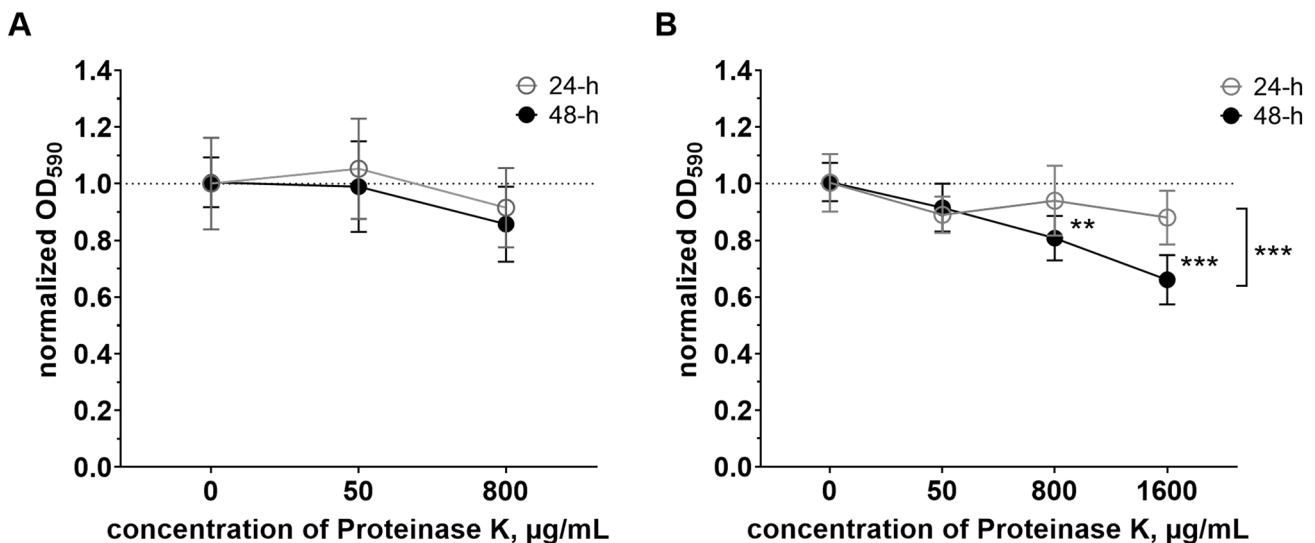 A
B
1.4
1.2
1.0
0.8
0.6
0.4
0.2
0.0
normalized OD590
24-h
48-h
0 50 800
concentration of Proteinase K, µg/mL
1.4
1.2
1.0
0.8
0.6
0.4
0.2
0.0
normalized OD590
24-h
48-h
**
***
***
0 50 800 1600
concentration of Proteinase K, µg/mL